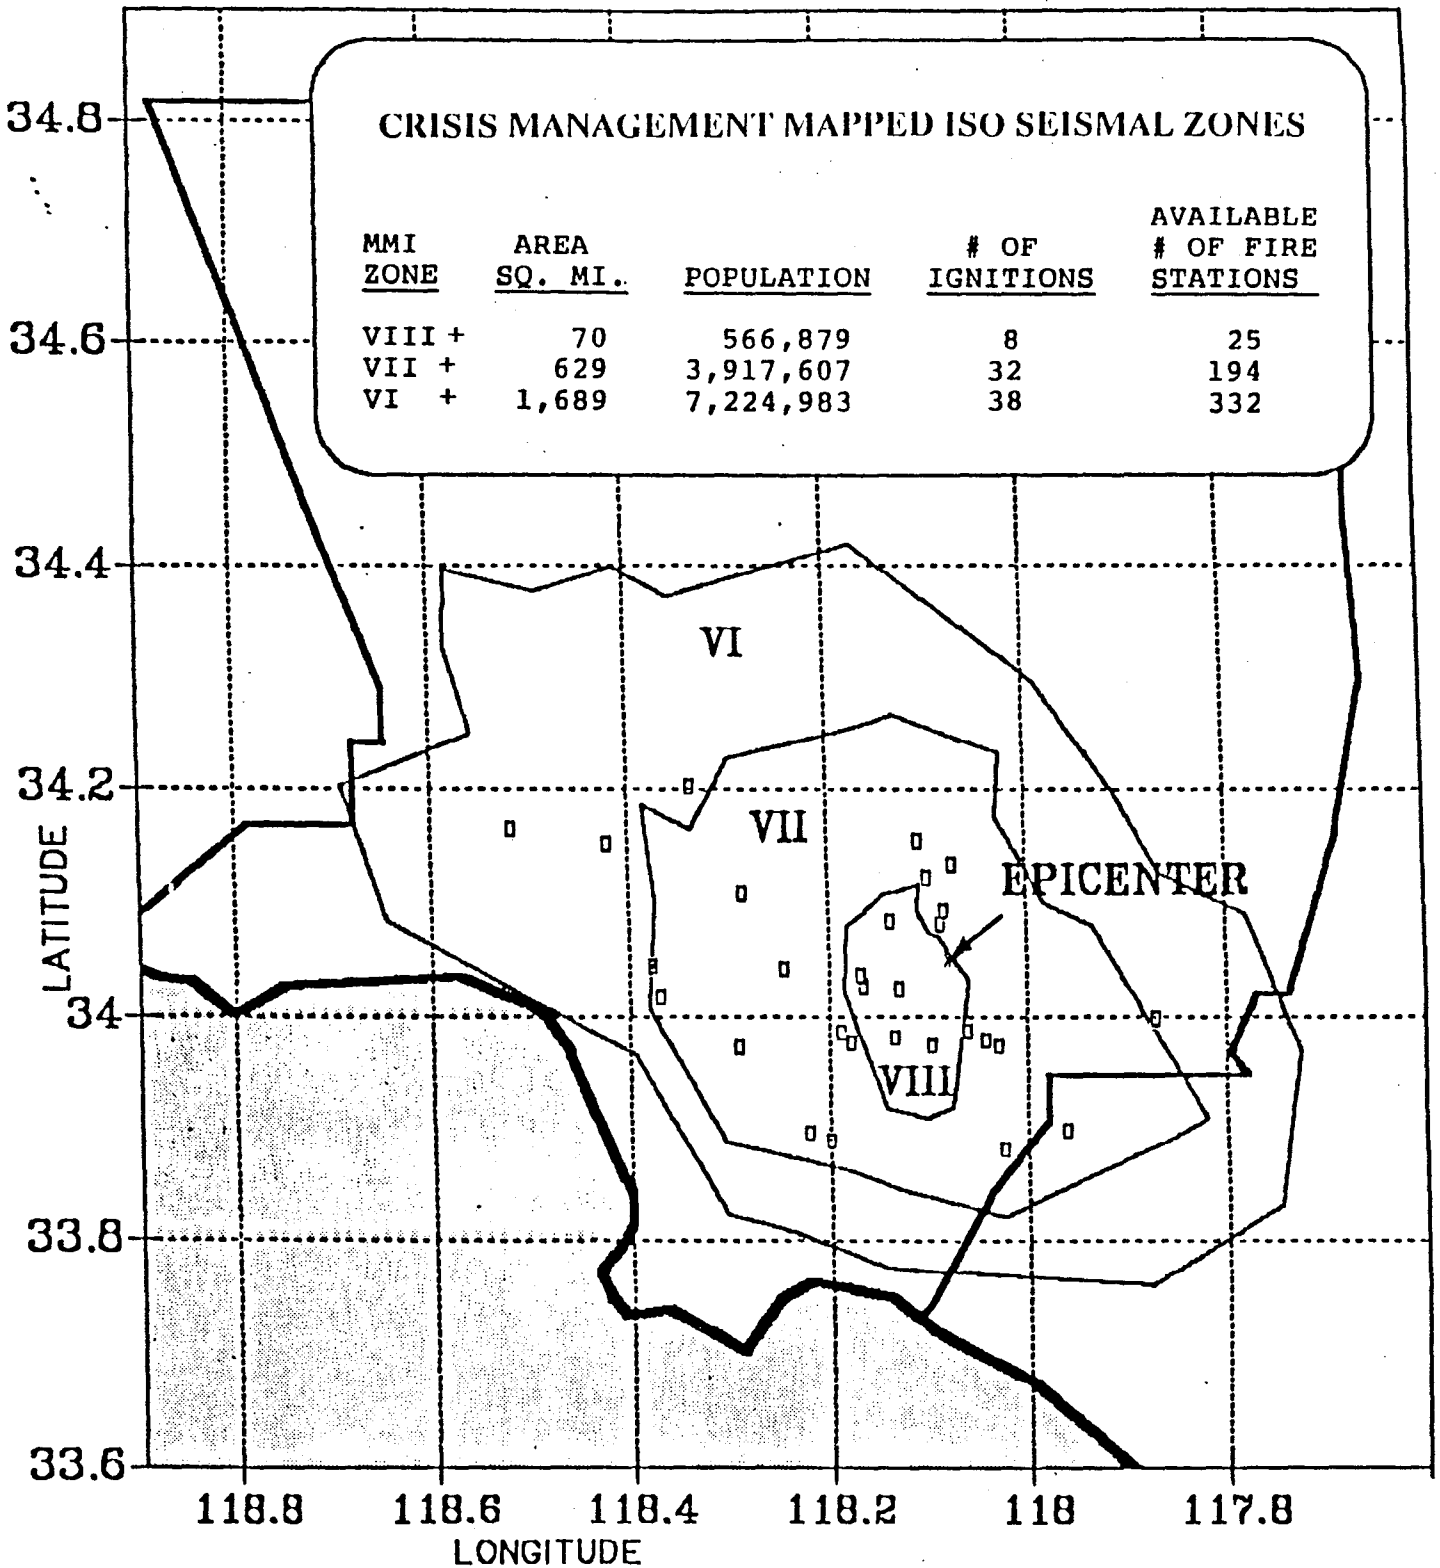 CRISIS MANAGEMENT MAPPED ISO SEISMAL ZONES
AVAILABLE
MMI AREA # OF # OF FIRE
ZONE SQ. MI. POPULATION IGNITIONS STATIONS
VIII + 70 566,879 8 25
VII + 629 3,917,607 32 194
VI + 1,689 7,224,983 38 332
34.8
34.6
34.4
VI
34.2
VII
EPICENTER
LATITUDE
34
VIII
33.8
33.6
118.8 118.6 118.4 118.2 118 117.8
LONGITUDE